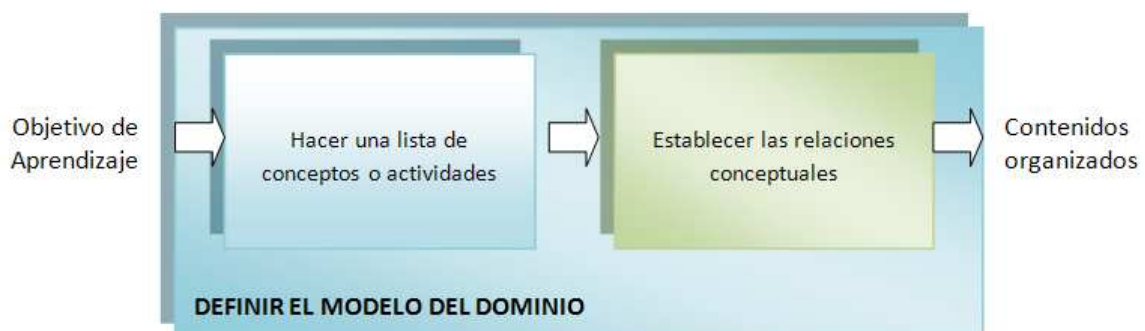 Objetivo de
Aprendizaje
Hacer una lista de
conceptos o actividades
Establecer las relaciones
conceptuales
Contenidos
organizados
DEFINIR EL MODELO DEL DOMINIO